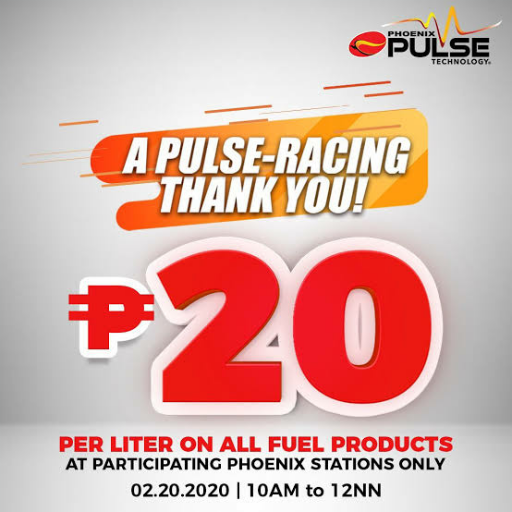 PHOENIX
PULSE
TECHNOLOGY®
A PULSE-RACING
THANK YOU!
₱20
PER LITER ON ALL FUEL PRODUCTS
AT PARTICIPATING PHOENIX STATIONS ONLY
02.20.2020 | 10AM to 12NN